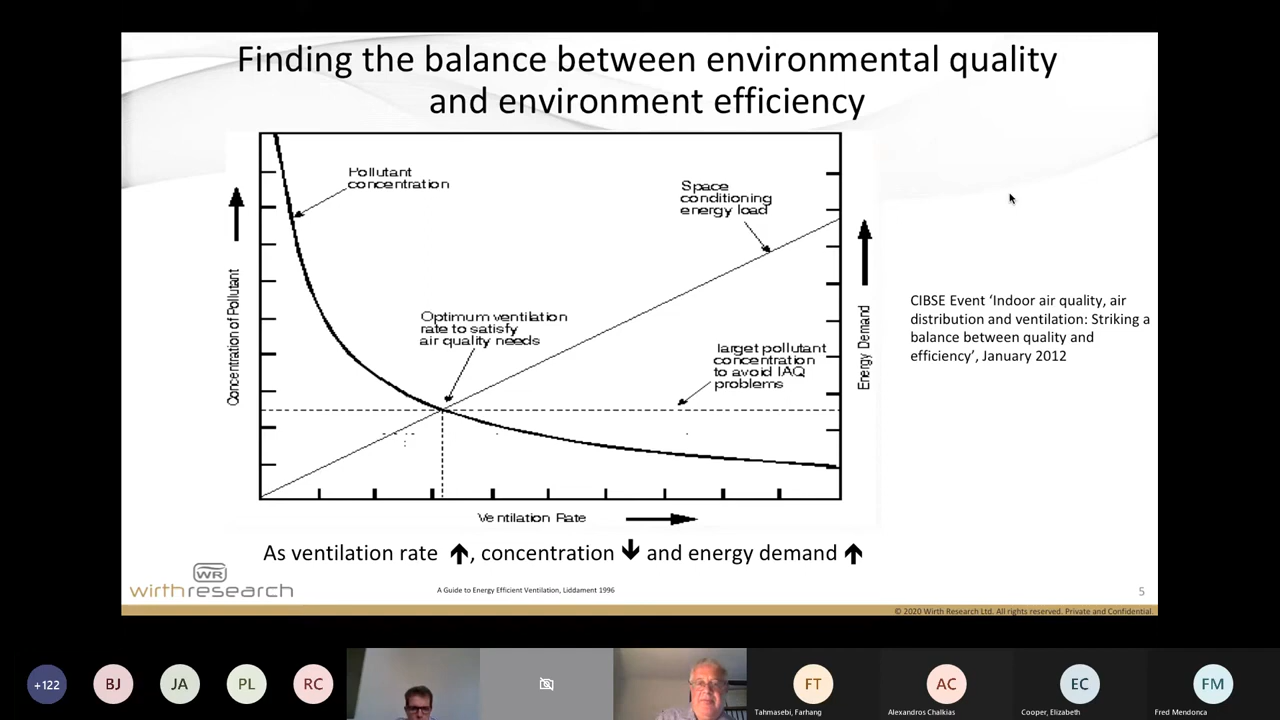 Finding the balance between environmental quality
and environment efficiency
Pollutant
concentration
Space
conditioning
energy load
Concentration of Pollutant
Optimum ventilation
rate to satisfy
air quality needs
Target pollutant
concentration
to avoid IAQ
problems
Energy Demand
CIBSE Event ‘Indoor air quality, air
distribution and ventilation: Striking a
balance between quality and
efficiency’, January 2012
Ventilation Rate
As ventilation rate ↑, concentration ↓ and energy demand ↑
WR
wirthresearch
A Guide to Energy Efficient Ventilation, Liddament 1996
5
© 2020 Wirth Research Ltd. All rights reserved. Private and Confidential.
+122
BJ
JA
PL
RC
FT
AC
EC
FM
Tahmasebi, Farhang
Alexandros Chalkias
Cooper, Elizabeth
Fred Mendonca